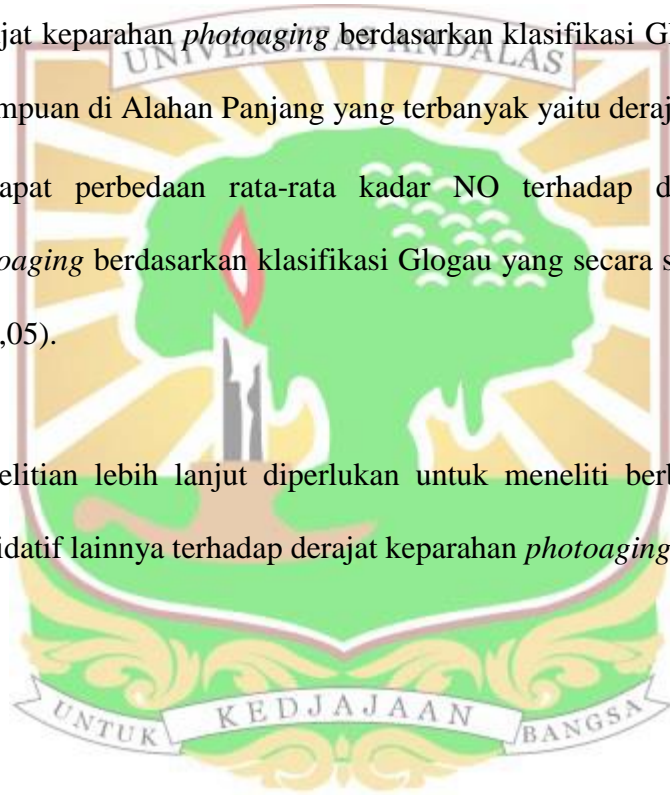 jat keparahan photoaging berdasarkan klasifikasi Gl
UNIVERSITAS ANDALAS
mpuan di Alahan Panjang yang terbanyak yaitu deraj
apat perbedaan rata-rata kadar NO terhadap d
oaging berdasarkan klasifikasi Glogau yang secara s
,05).
elitian lebih lanjut diperlukan untuk meneliti berb
idatif lainnya terhadap derajat keparahan photoaging
UNTUK KEDJAJAAN BANGSA